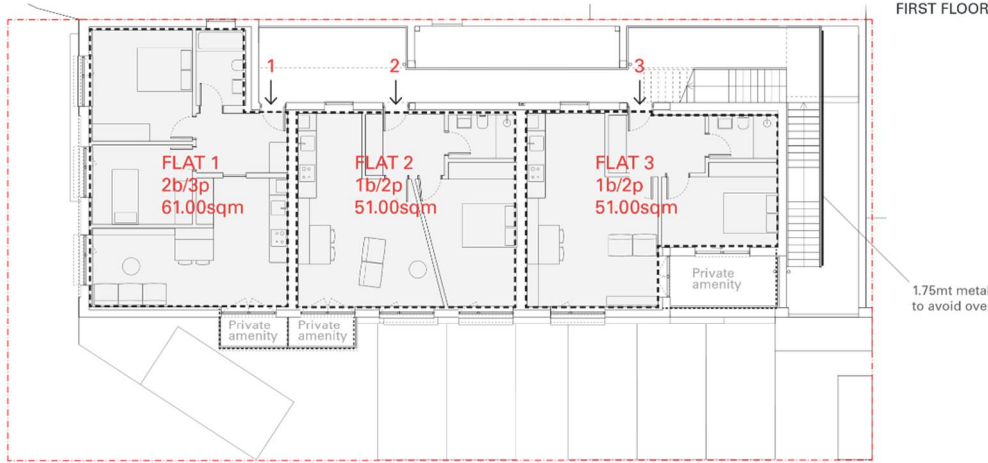 FIRST FLOOR
1
2
3
FLAT 1
2b/3p
61.00sqm
FLAT 2
1b/2p
51.00sqm
FLAT 3
1b/2p
51.00sqm
Private
amenity
1.75mt metal
to avoid ove
Private
amenity
Private
amenity